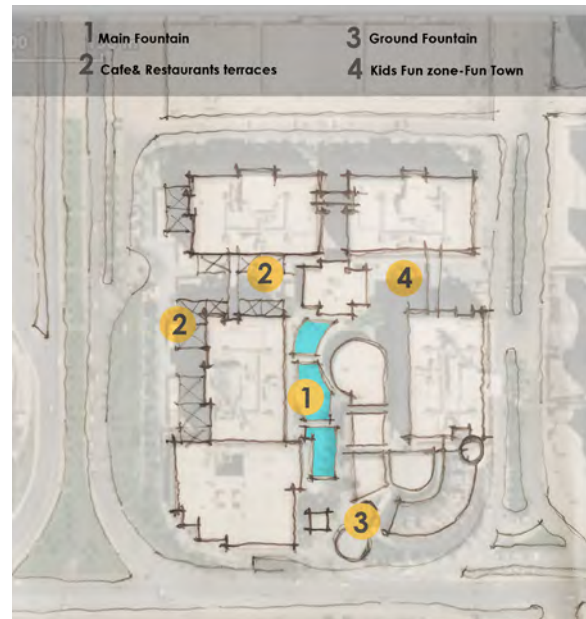 1 Main Fountain
2 Cafe& Restaurants terraces
3 Ground Fountain
4 Kids Fun zone-Fun Town
2
4
2
1
3